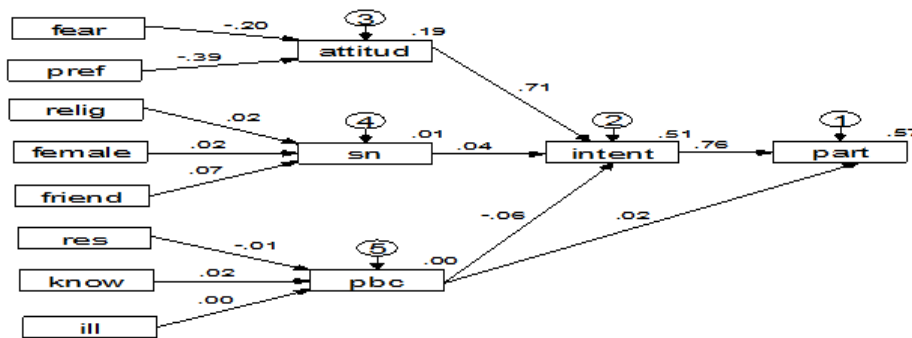 fear
-.20
3
.19
attitud
pref
-.39
.71
relig
.02
4
.01
2
.51
1
.57
female
.02
sn
.04
intent
.76
part
friend
.07
res
-.01
5
.00
-.06
.02
know
.02
pbc
ill
.00